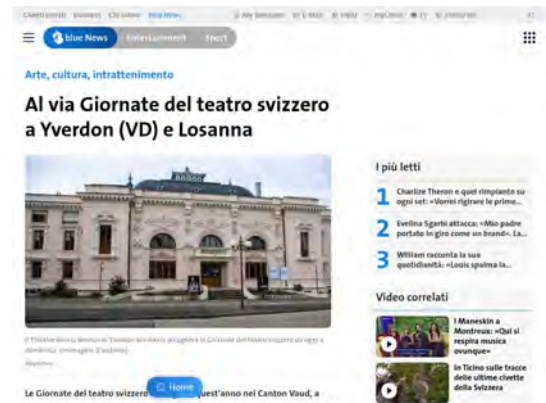 Business
blue News Entertainment Sport
Arte, cultura, intrattenimento
Al via Giornate del teatro svizzero
a Yverdon (VD) e Losanna
I più letti
1 Charlize Theron e quel rimpianto su
ogni set: «Vorrei rigirare le prime...
2 Evelina Sgarbi attacca: «Mio padre
portato in giro come un brand». La...
3 William racconta la sua
quotidianità: «Louis spalma la...
Video correlati
I Måneskin a
Montreux: «Qui si
respira musica
ovunque»
In Ticino sulle tracce
delle ultime civette
della Svizzera
Keystone
Le Giornate del teatro svizzero quest'anno nel Canton Vaud, a
Home